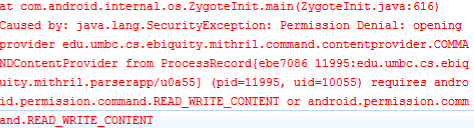 at com.android.internal.os.ZygoteInit.main(ZygoteInit.java:616)
Caused by: java.lang.SecurityException: Permission Denial: opening
provider edu.umbc.cs.ebiquity.mithril.command.contentprovider.COMMA
NDContentProvider from ProcessRecord{ebe7086 11995:edu.umbc.cs.ebiq
uity.mithril.parserapp/u0a55} (pid=11995, uid=10055) requires andro
id.permission.command.READ_WRITE_CONTENT or android.permission.comm
and.READ_WRITE_CONTENT